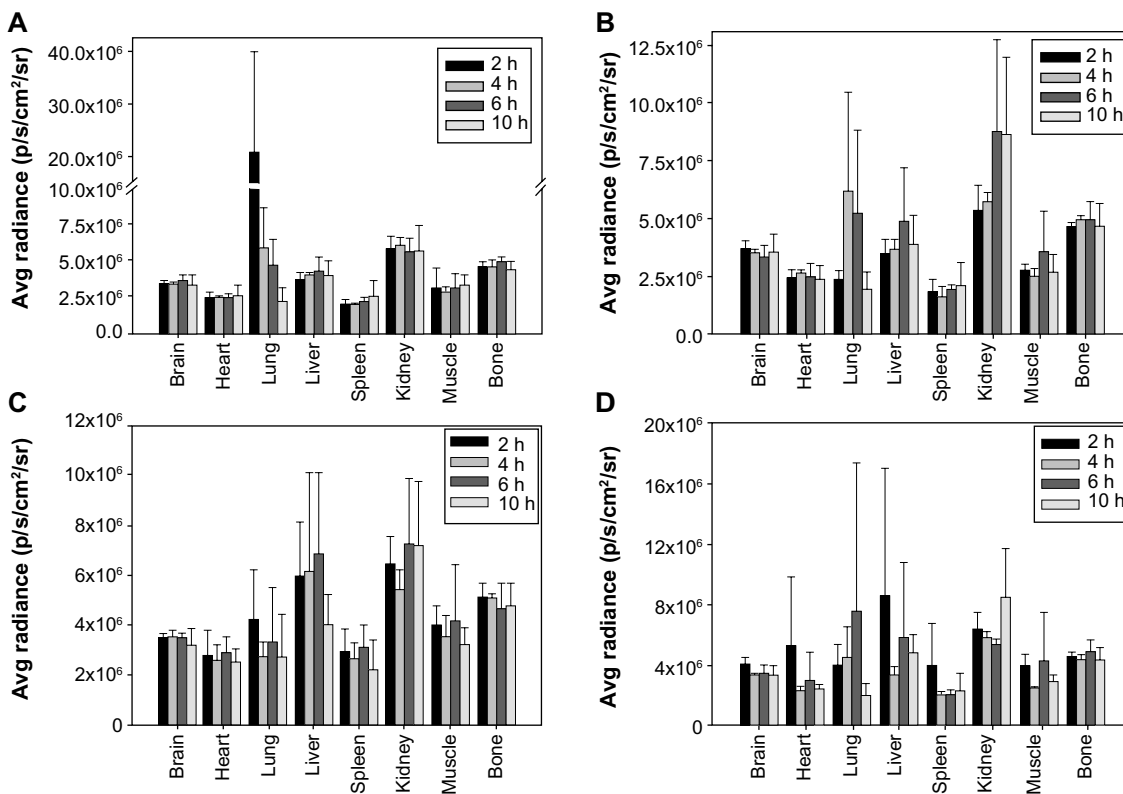 A
Avg radiance (p/s/cm²/sr)
40.0x10⁶
30.0x10⁶
20.0x10⁶
10.0x10⁶
7.5x10⁶
5.0x10⁶
2.5x10⁶
0.0
2 h
4 h
6 h
10 h
Brain
Heart
Lung
Liver
Spleen
Kidney
Muscle
Bone
B
Avg radiance (p/s/cm²/sr)
12.5x10⁶
10.0x10⁶
7.5x10⁶
5.0x10⁶
2.5x10⁶
0.0
2 h
4 h
6 h
10 h
Brain
Heart
Lung
Liver
Spleen
Kidney
Muscle
Bone
C
Avg radiance (p/s/cm²/sr)
12x10⁶
10x10⁶
8x10⁶
6x10⁶
4x10⁶
2x10⁶
0
2 h
4 h
6 h
10 h
Brain
Heart
Lung
Liver
Spleen
Kidney
Muscle
Bone
D
Avg radiance (p/s/cm²/sr)
20x10⁶
16x10⁶
12x10⁶
8x10⁶
4x10⁶
0
2 h
4 h
6 h
10 h
Brain
Heart
Lung
Liver
Spleen
Kidney
Muscle
Bone